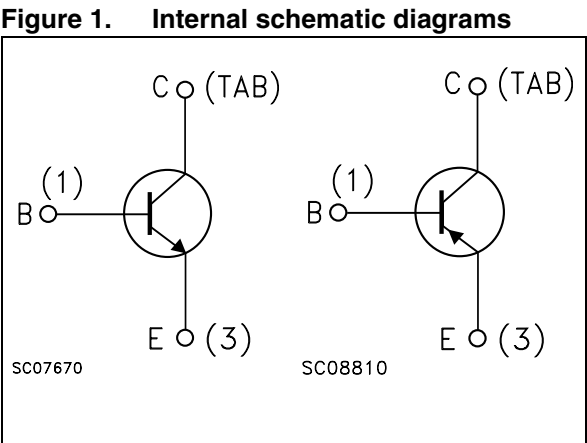 Figure 1. Internal schematic diagrams
C (TAB)
(1)
B
E (3)
SC07670
C (TAB)
(1)
B
E (3)
SC08810